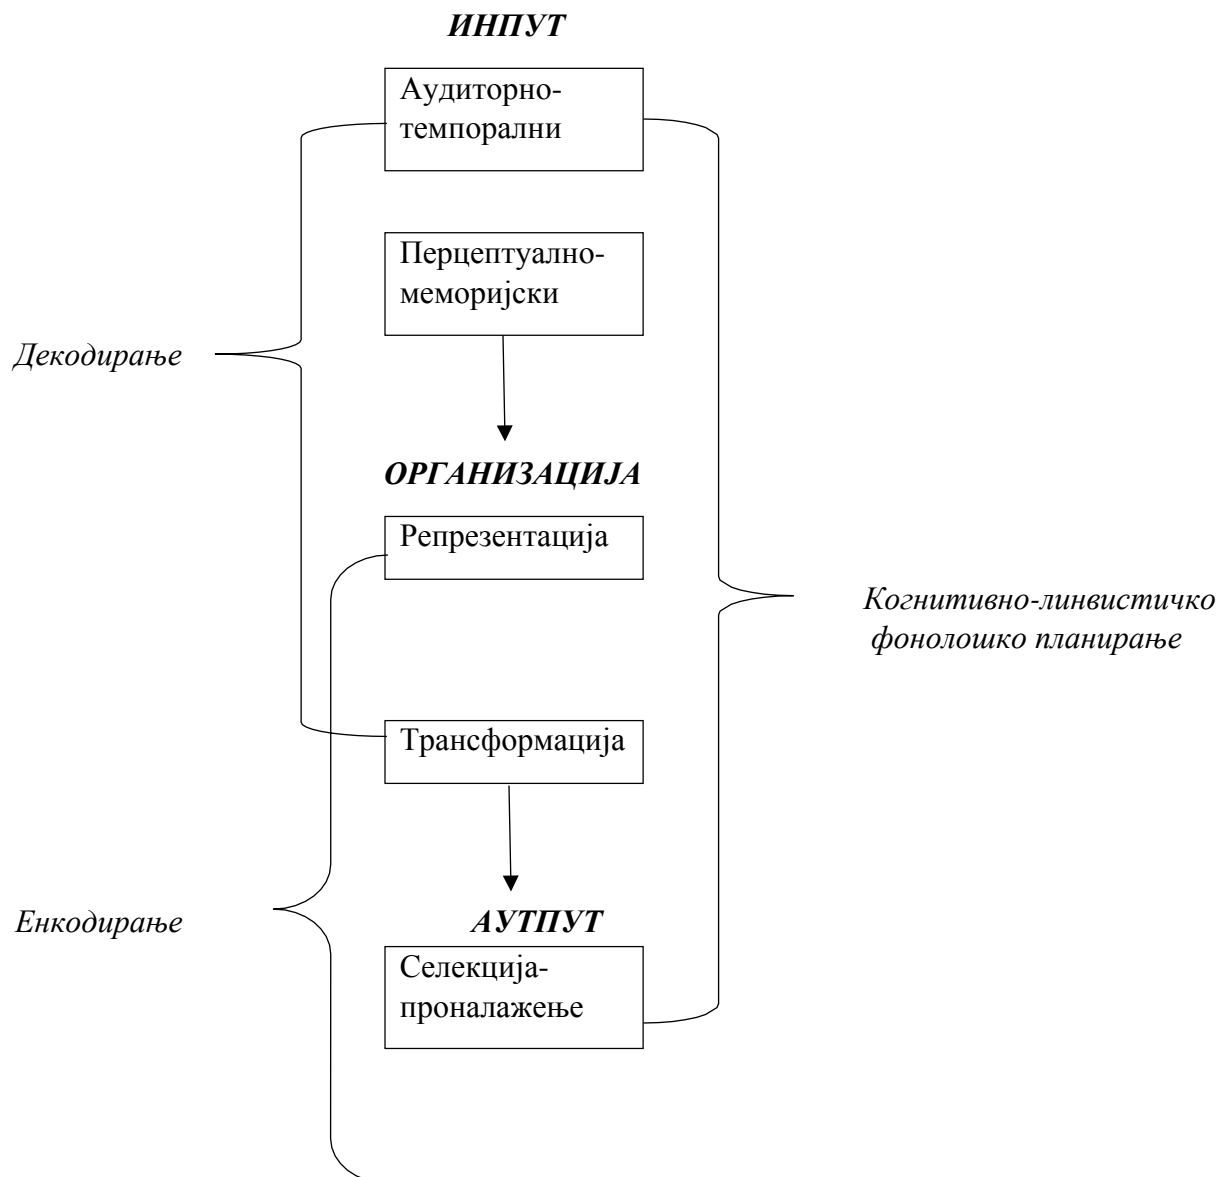 ИНПУТ
Аудиторно-
темпорални
Перцептуално-
меморијски
Декодирање
ОРГАНИЗАЦИЈА
Репрезентација
Когнитивно-линвистичко
фонолошко планирање
Трансформација
Енкодирање
АУТПУТ
Селекција-
проналажење